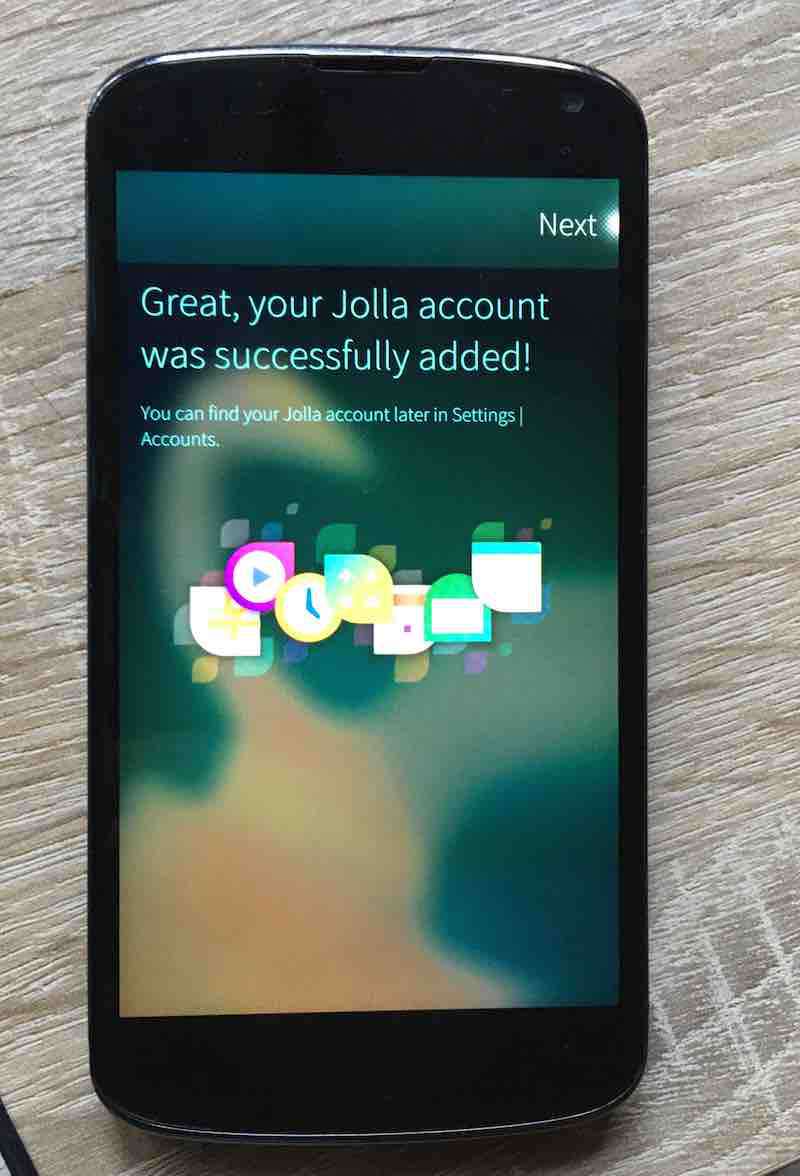 Next
Great, your Jolla account
was successfully added!
You can find your Jolla account later in Settings |
Accounts.